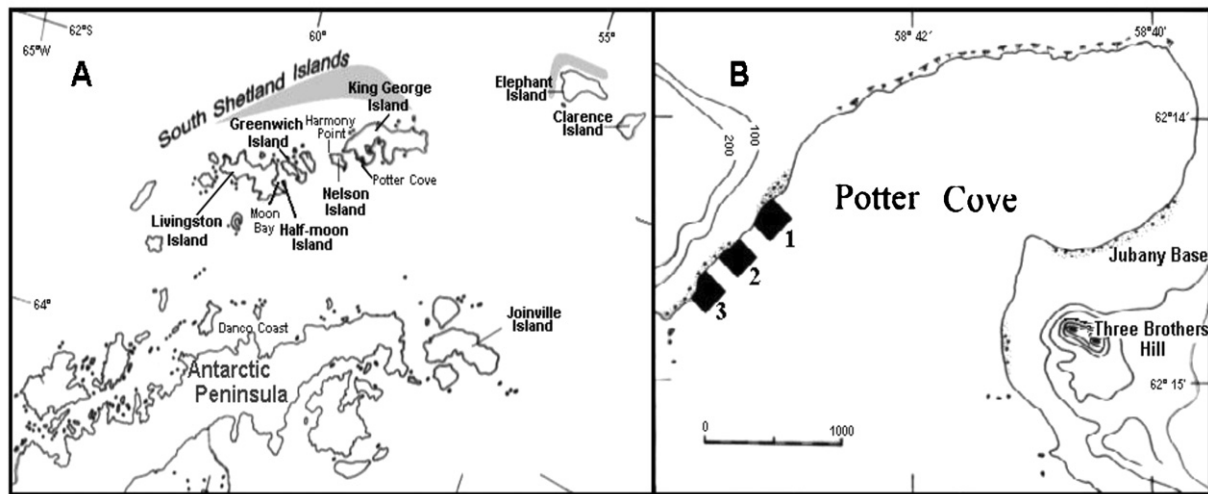 65°W
62°S
60°
55°
A
South Shetland Islands
King George
Island
Elephant
Island
Clarence
Island
Harmony
Point
Greenwich
Island
Potter Cove
Nelson
Island
Moon
Bay
Half-moon
Island
Livingston
Island
64°
Danco Coast
Joinville
Island
Antarctic
Peninsula
B
58°42'
58°40'
62°14'
100
200
Potter Cove
1
2
3
Jubany Base
Three Brothers
Hill
62°15'
0
1000